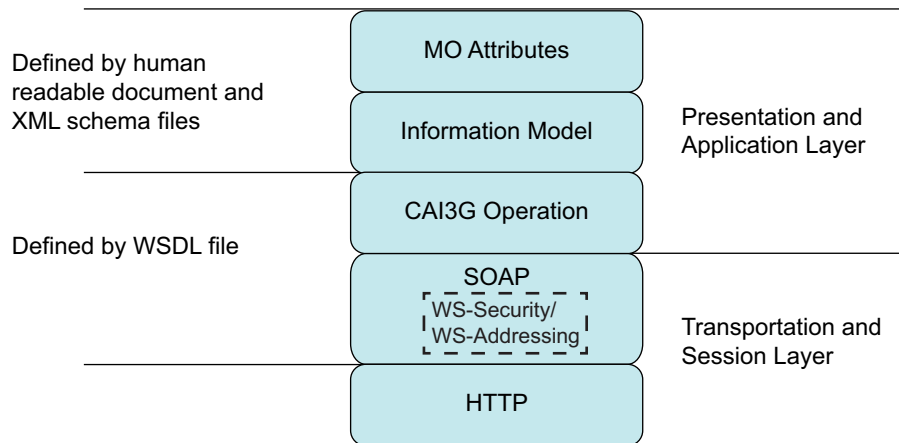 MO Attributes
Defined by human
readable document and
XML schema files
Information Model
Presentation and
Application Layer
CAI3G Operation
Defined by WSDL file
SOAP
WS-Security/
WS-Addressing
Transportation and
Session Layer
HTTP